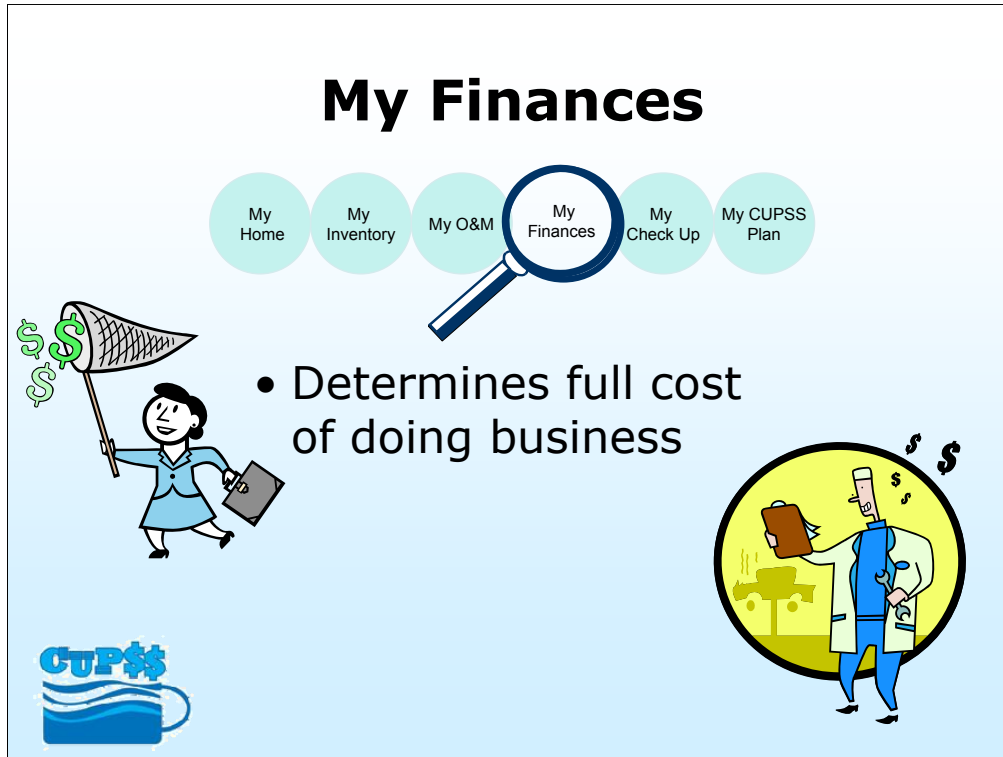 My Finances
My
Home
My
Inventory
My O&M
My
Finances
My
Check Up
My CUPSS
Plan
$
$
$
• Determines full cost
of doing business
$
$
$
$
CUP$$